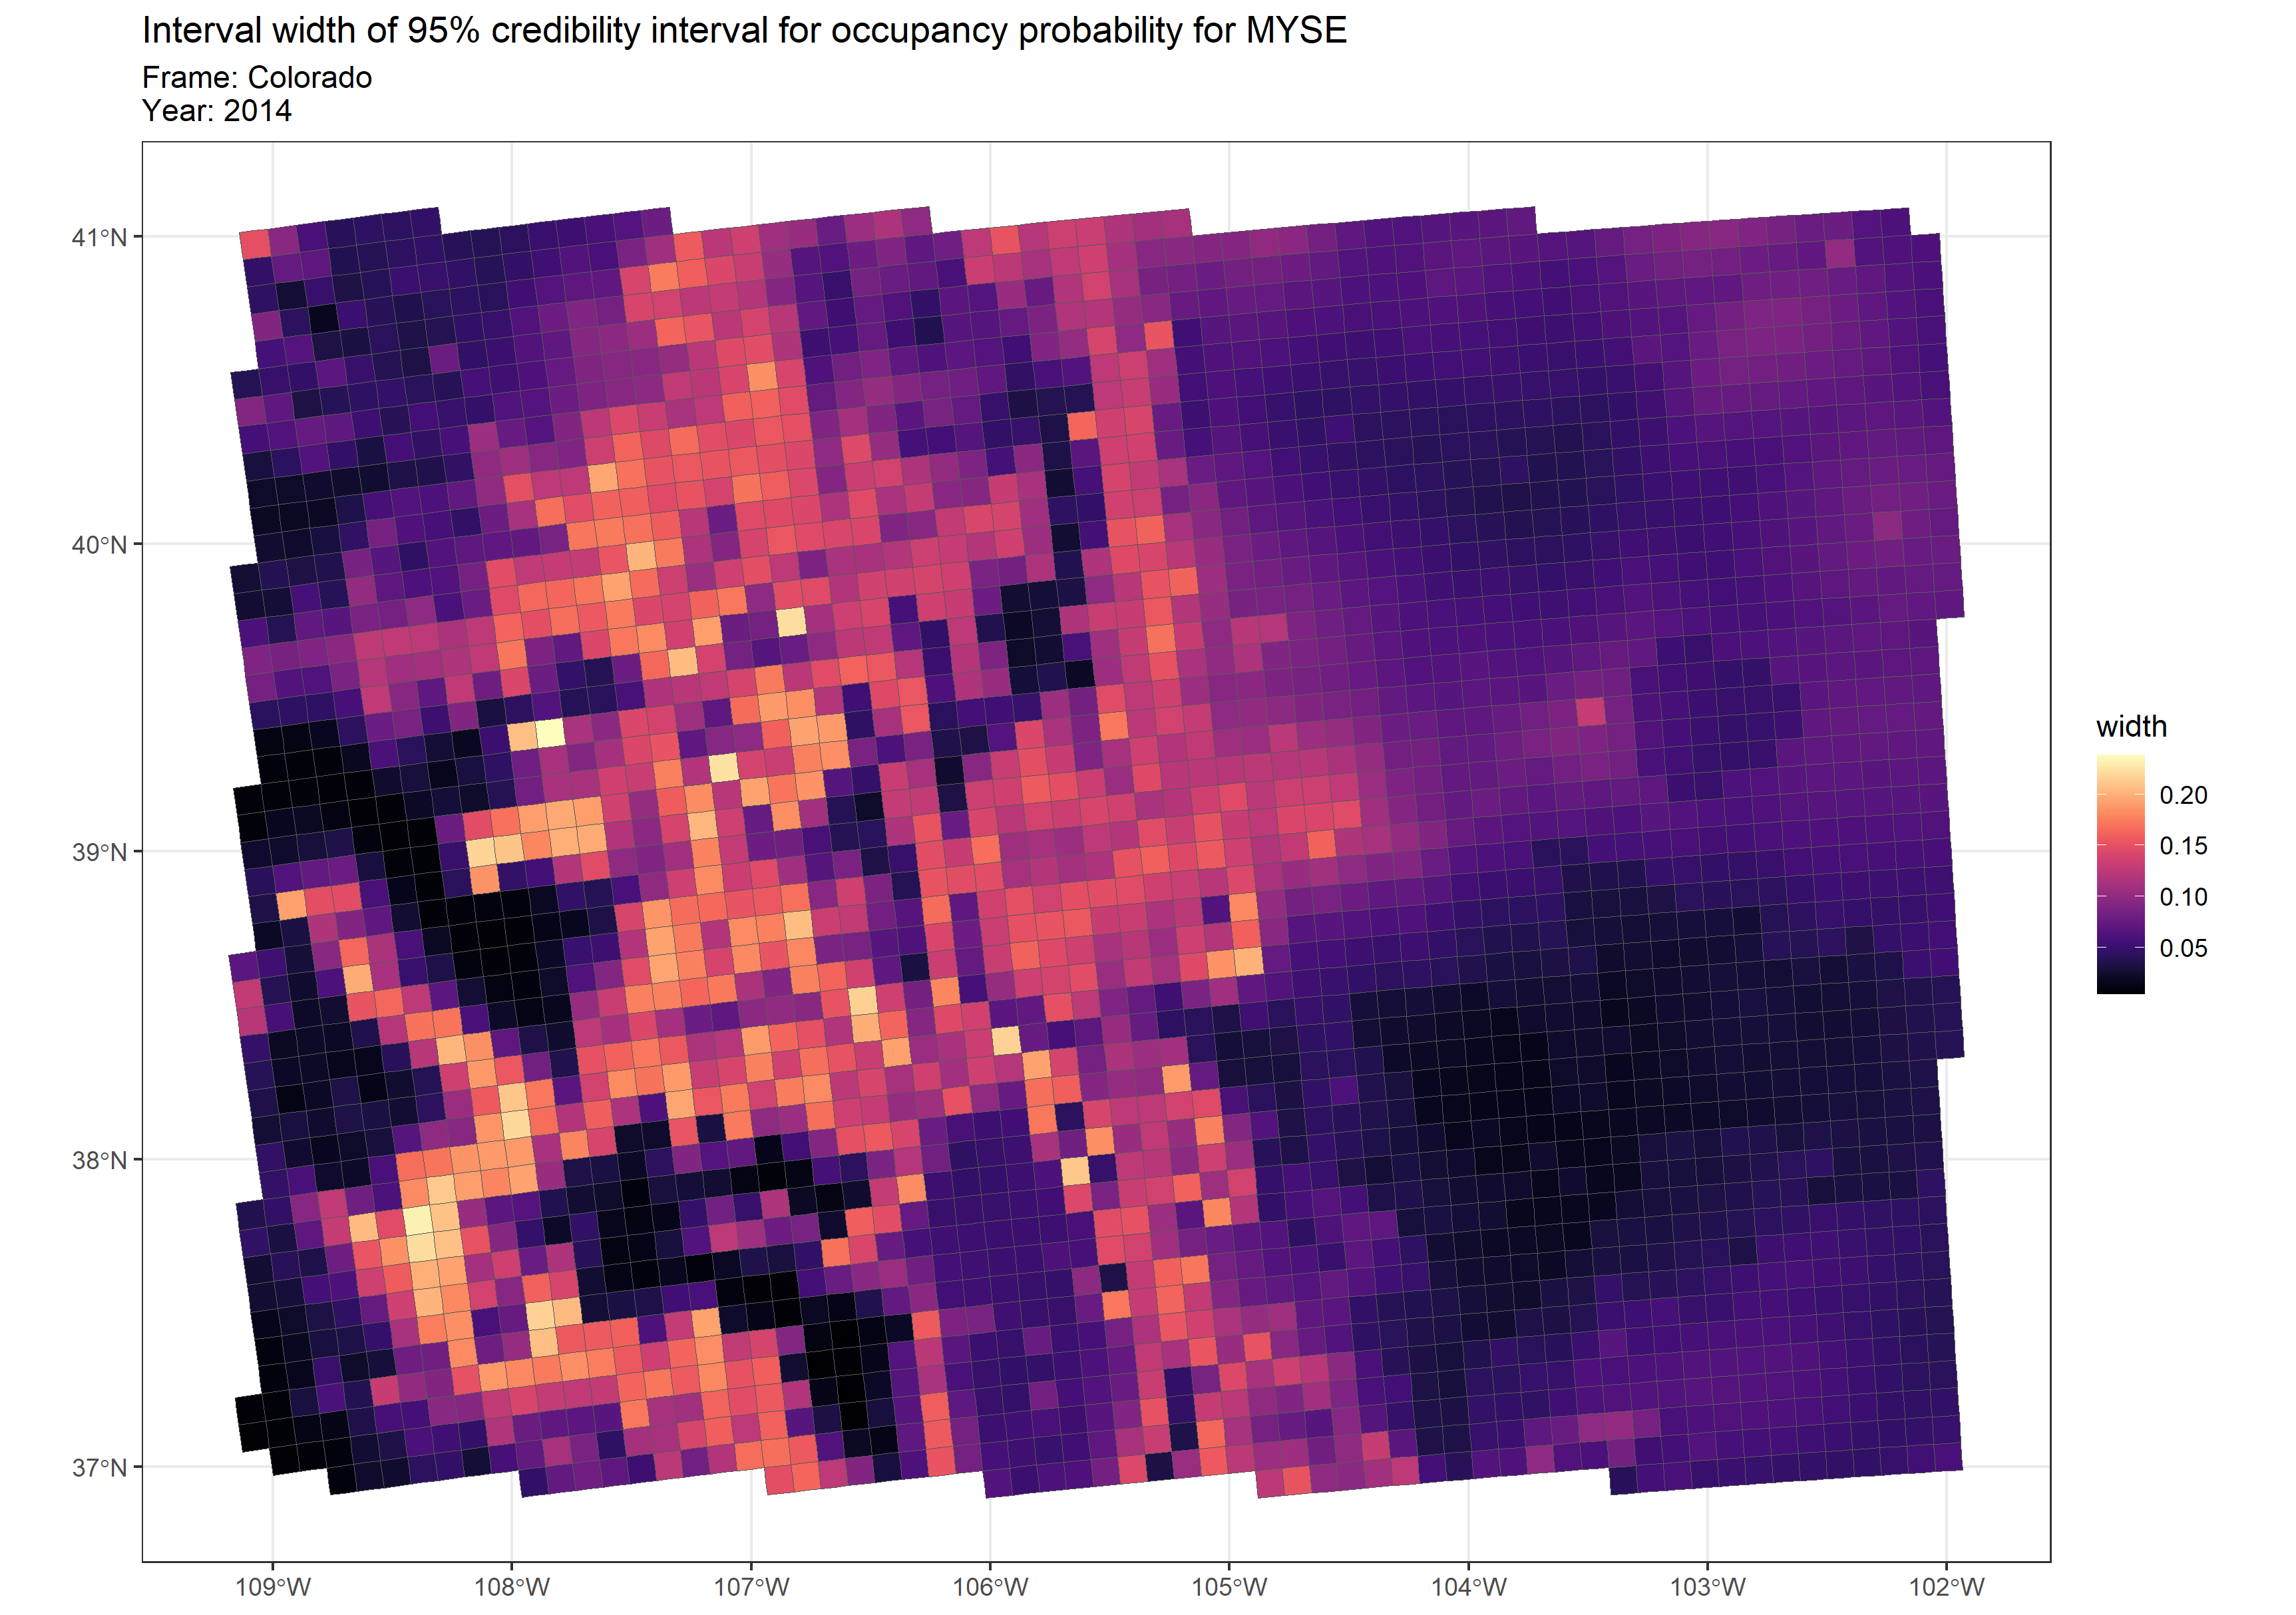 Interval width of 95% credibility interval for occupancy probability for MYSE
Frame: Colorado
Year: 2014
41°N
40°N
39°N
38°N
37°N
109°W
108°W
107°W
106°W
105°W
104°W
103°W
102°W
width
0.20
0.15
0.10
0.05